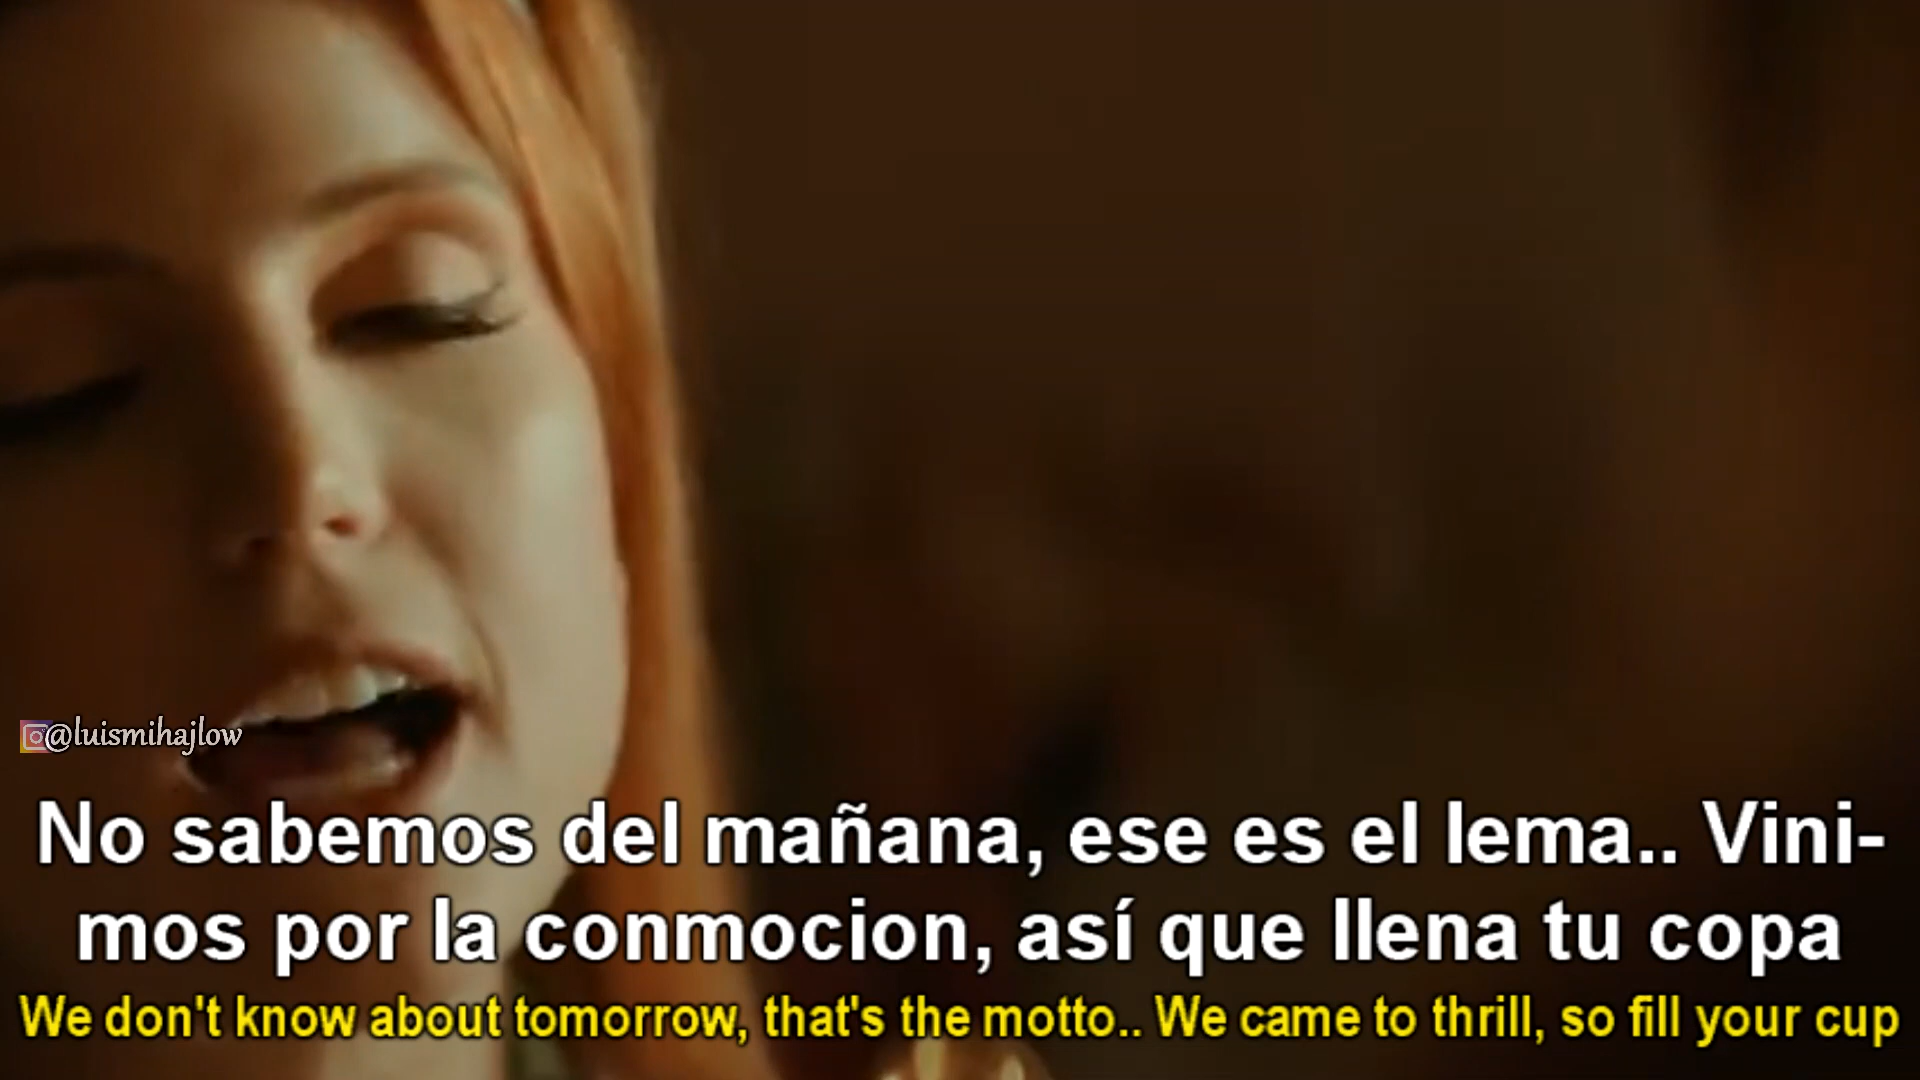 @luismihajlow
No sabemos del mañana, ese es el lema.. Vini-
mos por la conmocion, así que llena tu copa
We don't know about tomorrow, that's the motto.. We came to thrill, so fill your cup